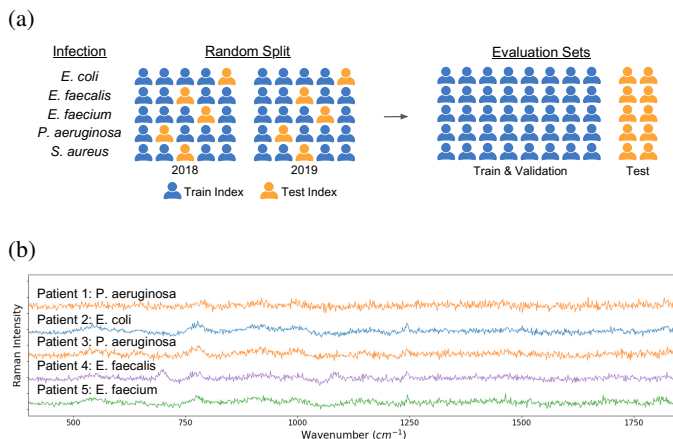 (a)
Infection Random Split Evaluation Sets
E. coli
E. faecalis
E. faecium
P. aeruginosa
S. aureus
2018 2019 Train & Validation Test
Train Index Test Index
(b)
Patient 1: P. aeruginosa
Patient 2: E. coli
Patient 3: P. aeruginosa
Patient 4: E. faecalis
Patient 5: E. faecium
Raman Intensity
500 750 1000 1250 1500 1750
Wavenumber (cm⁻¹)